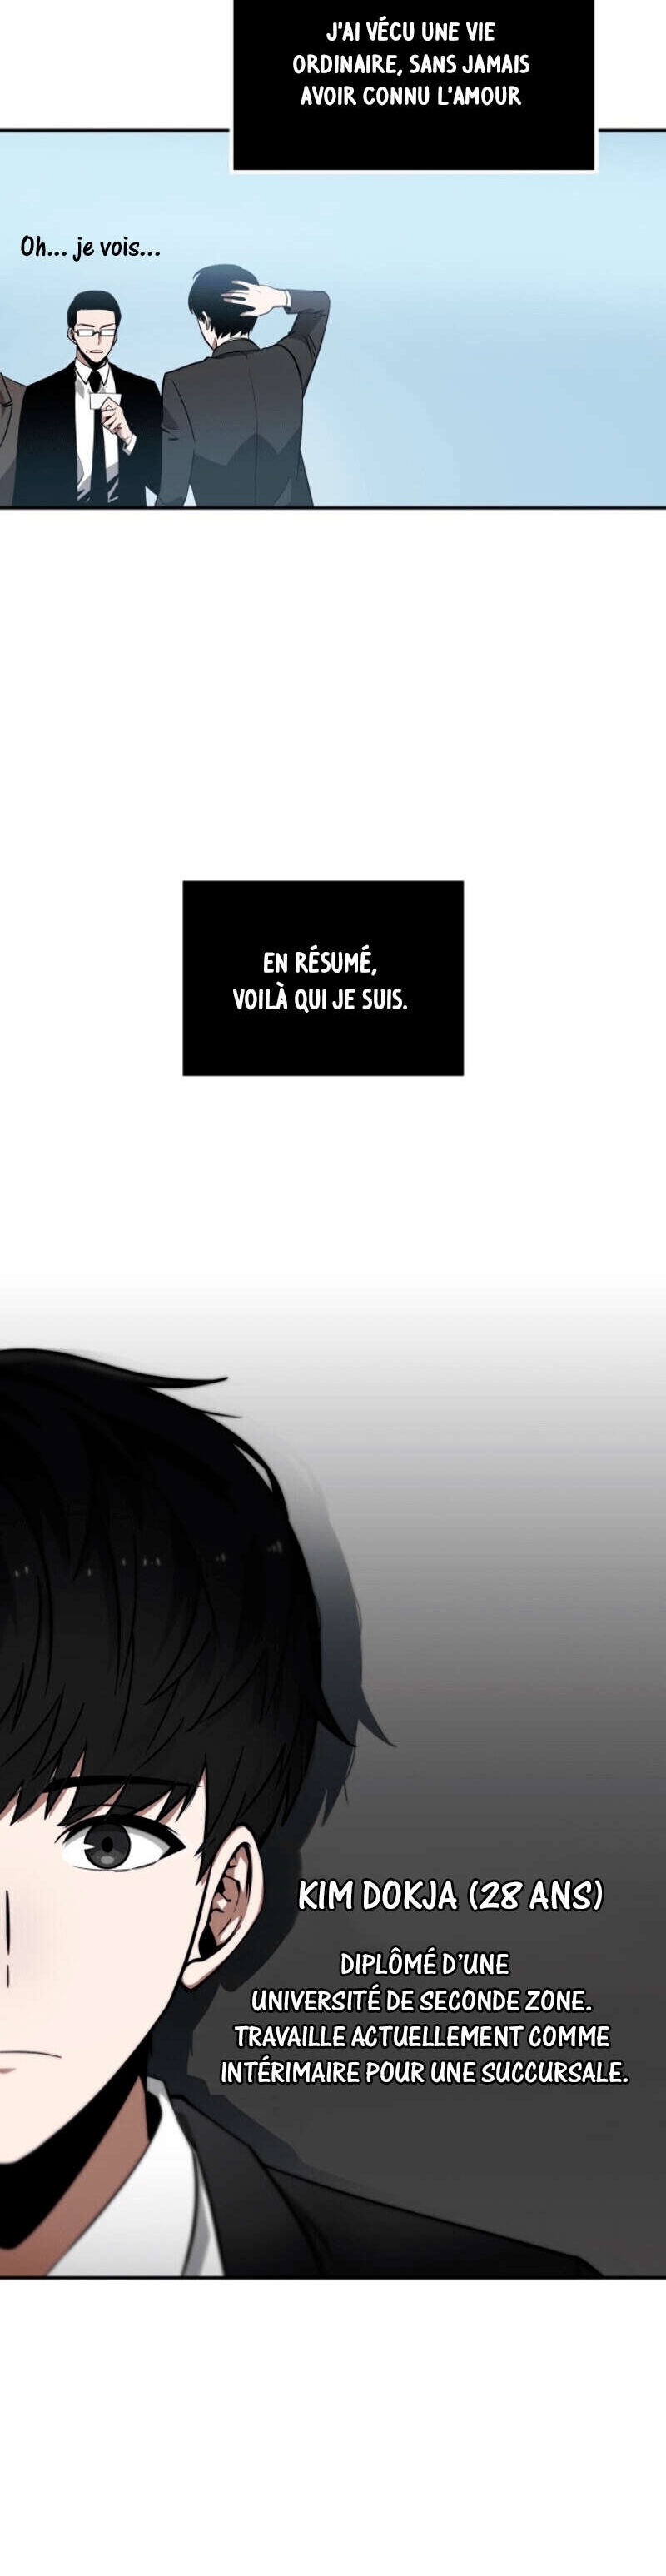 J'AI VÉCU UNE VIE
ORDINAIRE, SANS JAMAIS
AVOIR CONNU L'AMOUR
Oh... je vois...
EN RÉSUMÉ,
VOILÀ QUI JE SUIS.
KIM DOKJA (28 ANS)
DIPLÔMÉ D'UNE
UNIVERSITÉ DE SECONDE ZONE.
TRAVAILLE ACTUELLEMENT COMME
INTÉRIMAIRE POUR UNE SUCCURSALE.